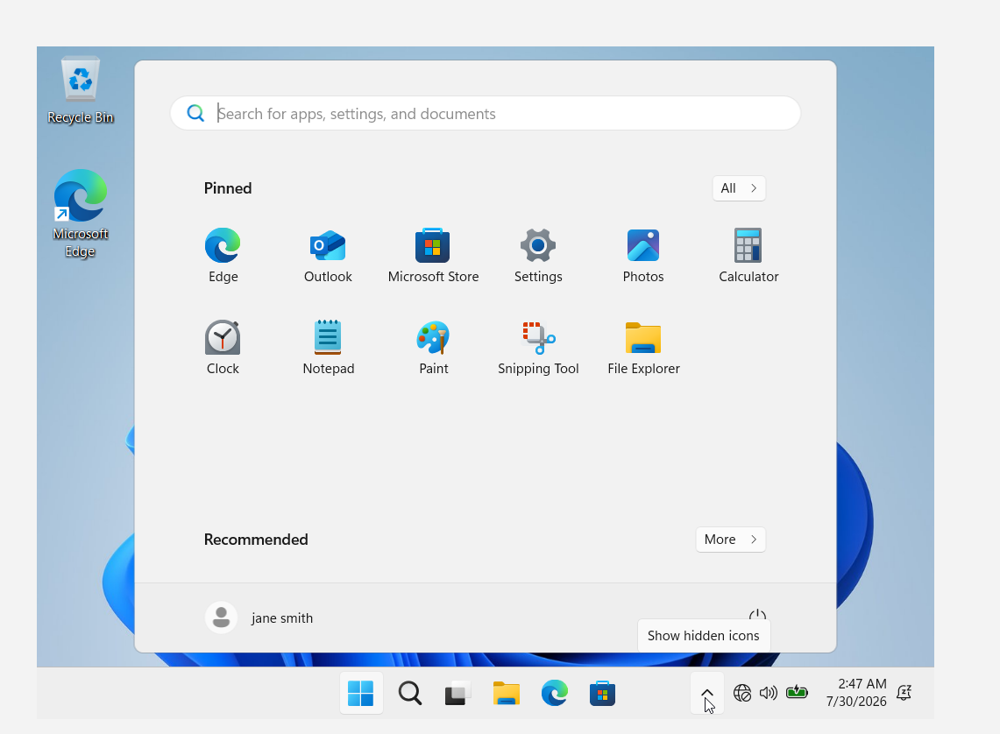 Recycle Bin
Microsoft
Edge
Search for apps, settings, and documents
Pinned
All
Edge
Outlook
Microsoft Store
Settings
Photos
Calculator
Clock
Notepad
Paint
Snipping Tool
File Explorer
Recommended
More
jane smith
Show hidden icons
2:47 AM
7/30/2026